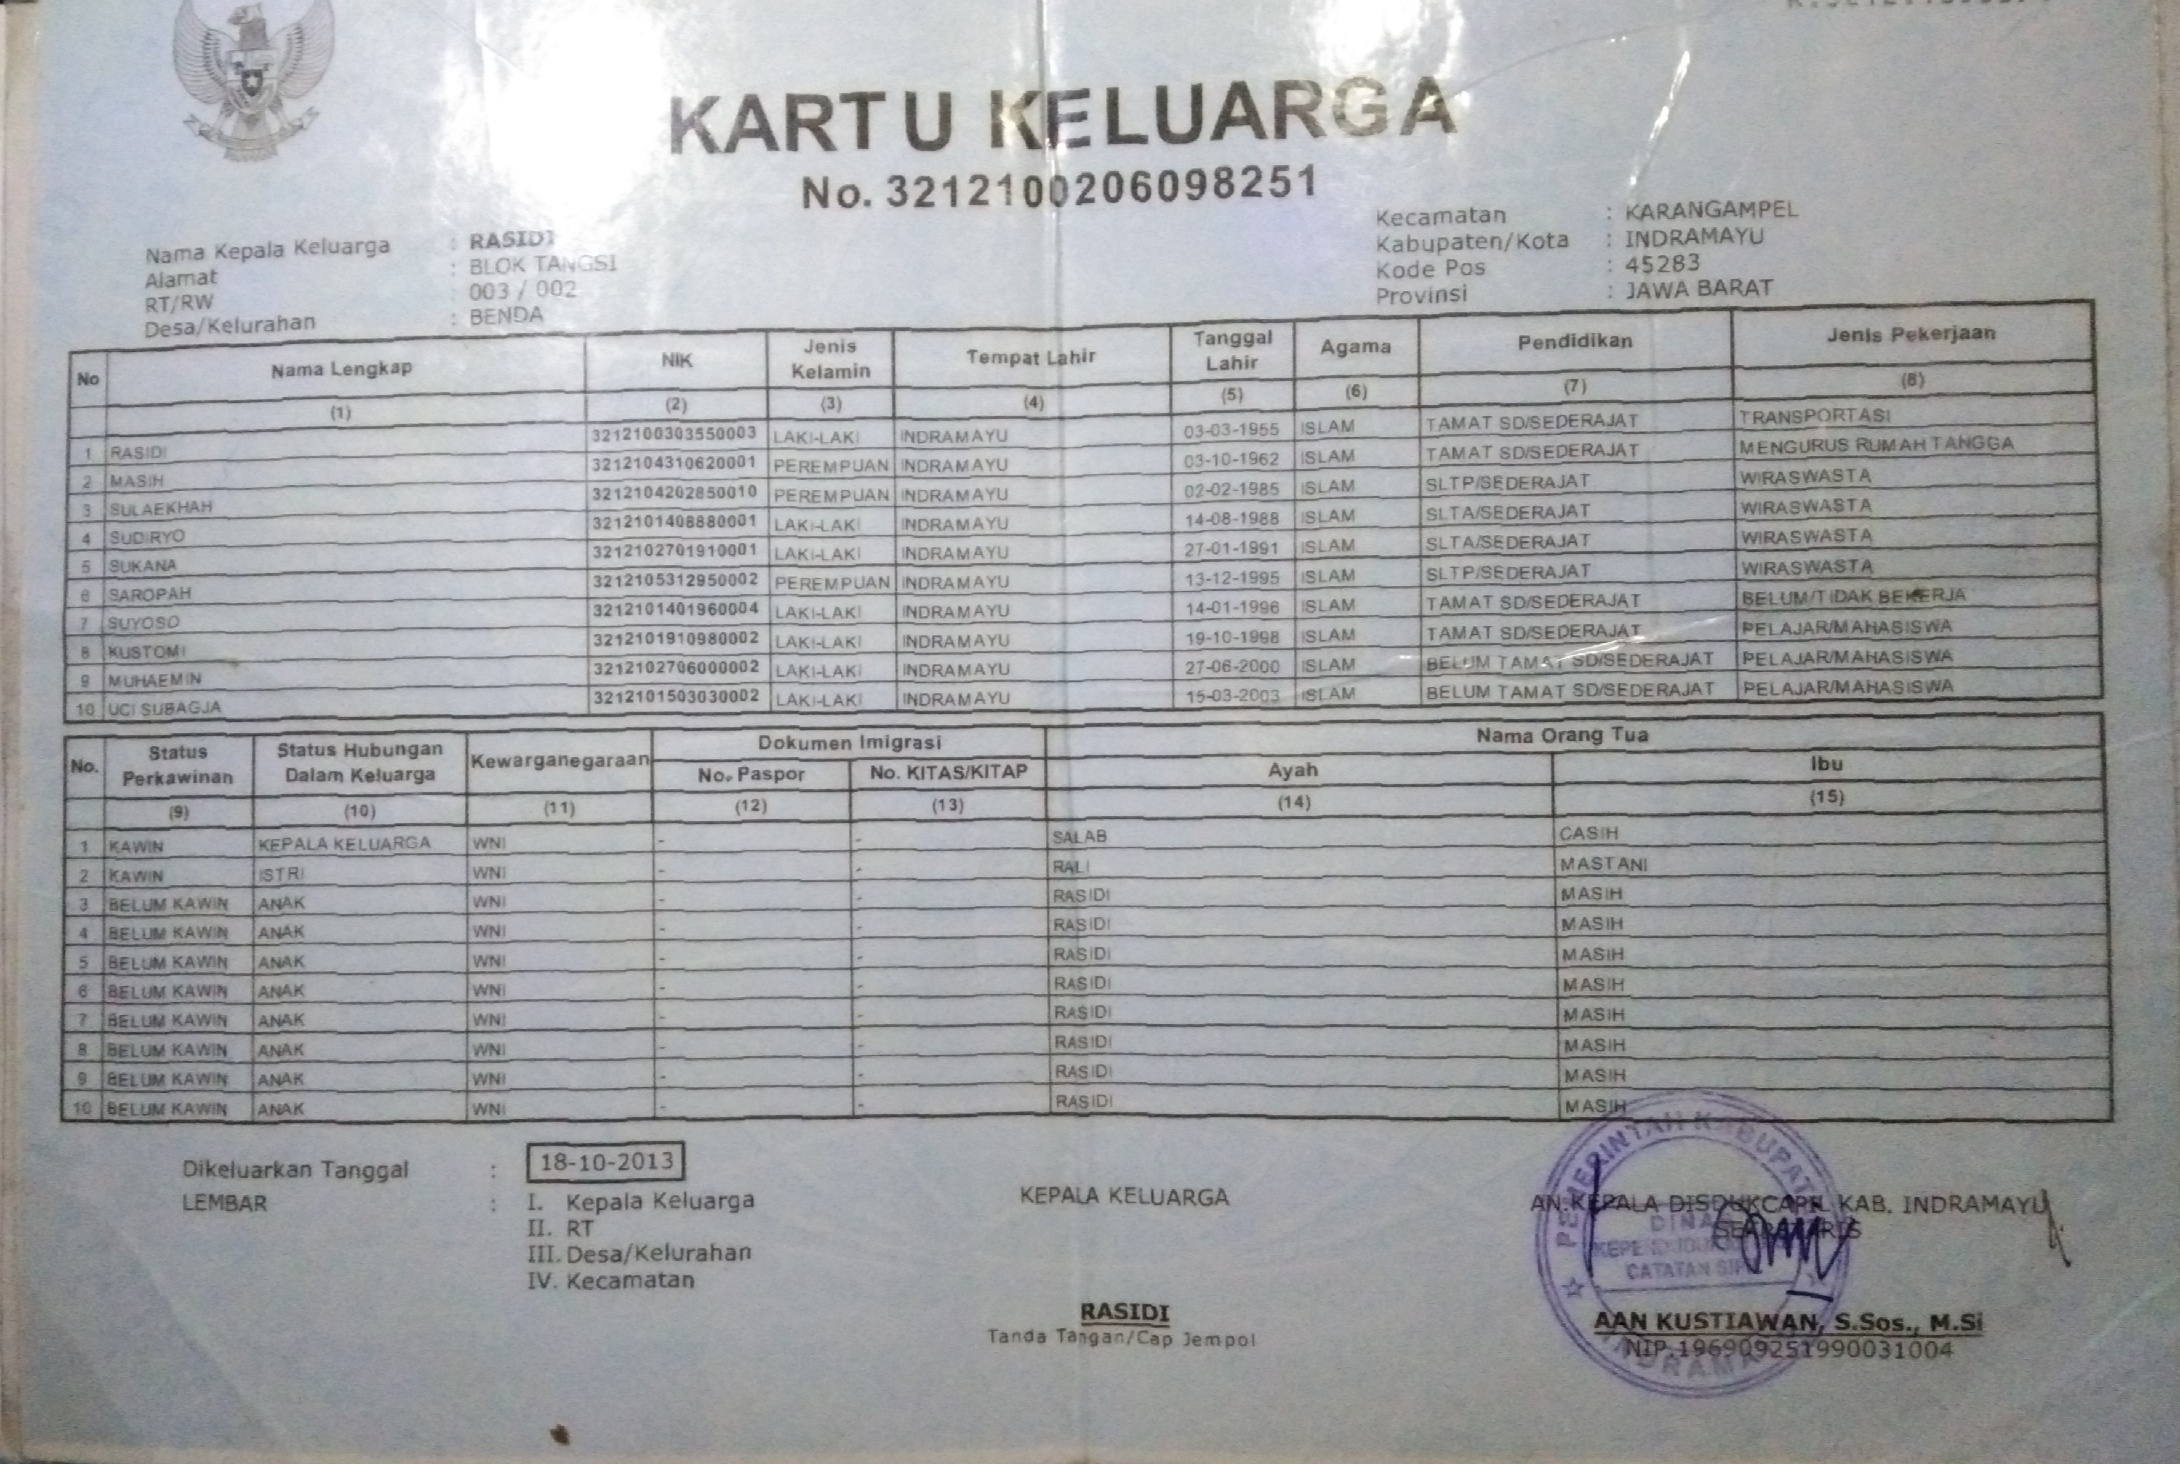 KARTU KELUARGA
No. 3212100206098251
Nama Kepala Keluarga : RASIDI
Alamat : BLOK TANGSI
RT/RW : 003 / 002
Desa/Kelurahan : BENDA
Kecamatan : KARANGAMPEL
Kabupaten/Kota : INDRAMAYU
Kode Pos : 45283
Provinsi : JAWA BARAT
No Nama Lengkap NIK Jenis Kelamin Tempat Lahir Tanggal Lahir Agama Pendidikan Jenis Pekerjaan
(1) (2) (3) (4) (5) (6) (7) (8)
1 RASIDI 3212100303550003 LAKI-LAKI INDRAMAYU 03-03-1955 ISLAM TAMAT SD/SEDERAJAT TRANSPORTASI
2 MASIH 3212104310620001 PEREMPUAN INDRAMAYU 03-10-1962 ISLAM TAMAT SD/SEDERAJAT MENGURUS RUMAH TANGGA
3 SULAEKHAH 3212104202850010 PEREMPUAN INDRAMAYU 02-02-1985 ISLAM SLTP/SEDERAJAT WIRASWASTA
4 SUDIRYO 3212101408880001 LAKI-LAKI INDRAMAYU 14-08-1988 ISLAM SLTA/SEDERAJAT WIRASWASTA
5 SUKANA 3212102701910001 LAKI-LAKI INDRAMAYU 27-01-1991 ISLAM SLTA/SEDERAJAT WIRASWASTA
6 SAROPAH 3212105312950002 PEREMPUAN INDRAMAYU 13-12-1995 ISLAM SLTP/SEDERAJAT WIRASWASTA
7 SUYOSO 3212101401960004 LAKI-LAKI INDRAMAYU 14-01-1996 ISLAM TAMAT SD/SEDERAJAT BELUM/TIDAK BEKERJA
8 KUSTOMI 3212101910980002 LAKI-LAKI INDRAMAYU 19-10-1998 ISLAM TAMAT SD/SEDERAJAT PELAJAR/MAHASISWA
9 MUHAEMIN 3212102706000002 LAKI-LAKI INDRAMAYU 27-06-2000 ISLAM BELUM TAMAT SD/SEDERAJAT PELAJAR/MAHASISWA
10 UCI SUBAGJA 3212101503030002 LAKI-LAKI INDRAMAYU 15-03-2003 ISLAM BELUM TAMAT SD/SEDERAJAT PELAJAR/MAHASISWA
No. Status Perkawinan Status Hubungan Dalam Keluarga Kewarganegaraan Dokumen Imigrasi Nama Orang Tua
No. Paspor No. KITAS/KITAP Ayah Ibu
(9) (10) (11) (12) (13) (14) (15)
1 KAWIN KEPALA KELUARGA WNI - - SALAB CASIH
2 KAWIN ISTRI WNI - - RALI MASTANI
3 BELUM KAWIN ANAK WNI - - RASIDI MASIH
4 BELUM KAWIN ANAK WNI - - RASIDI MASIH
5 BELUM KAWIN ANAK WNI - - RASIDI MASIH
6 BELUM KAWIN ANAK WNI - - RASIDI MASIH
7 BELUM KAWIN ANAK WNI - - RASIDI MASIH
8 BELUM KAWIN ANAK WNI - - RASIDI MASIH
9 BELUM KAWIN ANAK WNI - - RASIDI MASIH
10 BELUM KAWIN ANAK WNI - - RASIDI MASIH
Dikeluarkan Tanggal : 18-10-2013
LEMBAR : I. Kepala Keluarga
II. RT
III. Desa/Kelurahan
IV. Kecamatan
KEPALA KELUARGA
RASIDI
Tanda Tangan/Cap Jempol
AN.KEPALA DISDUKCAPIL KAB. INDRAMAYU
SEKRETARIS
PEMERINTAH KABUPATEN
DINAS
CATATAN SIPIL
INDRAMAYU
AAN KUSTIAWAN, S.Sos., M.Si
NIP.196909251990031004